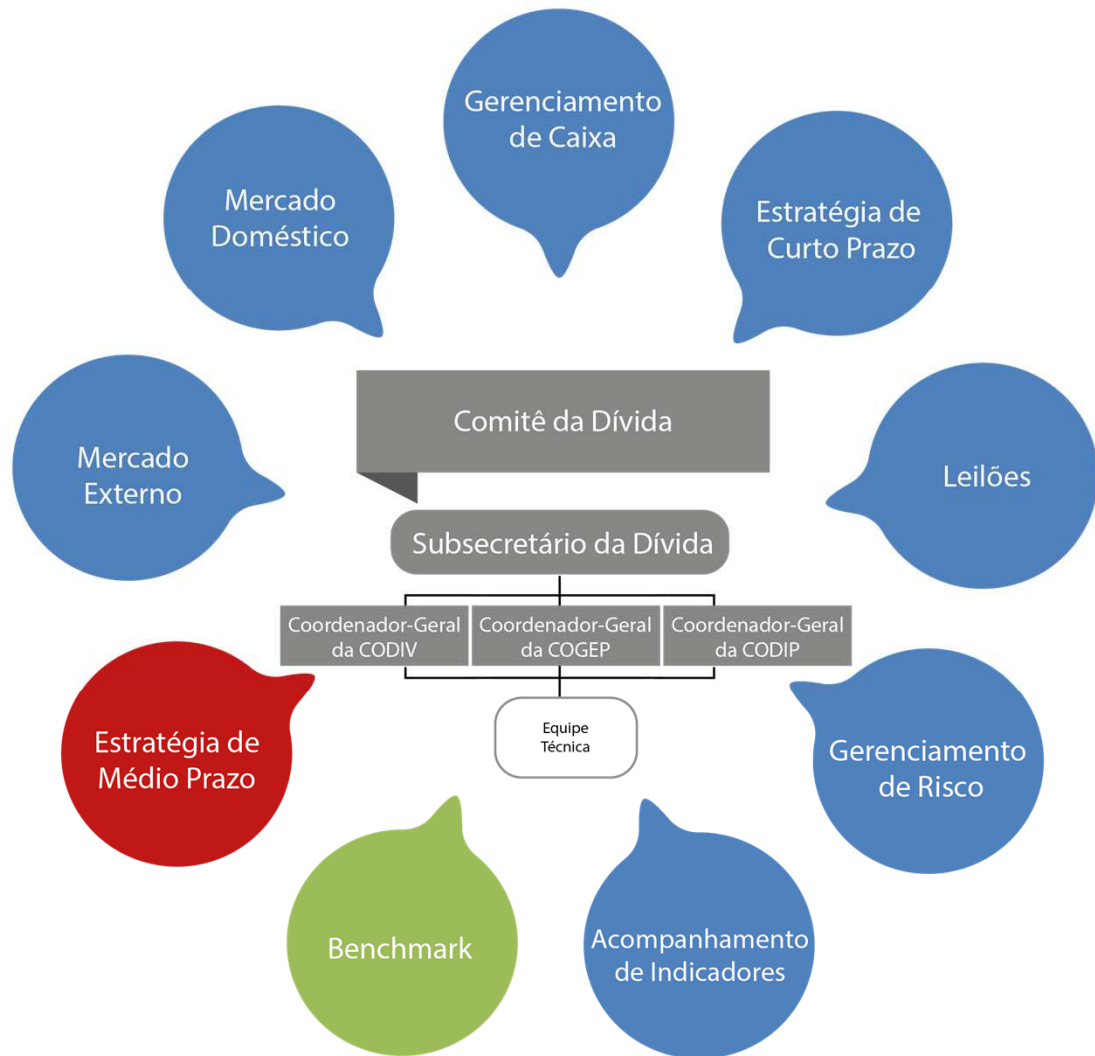 Gerenciamento
de Caixa
Mercado
Doméstico
Estratégia de
Curto Prazo
Comitê da Dívida
Mercado
Externo
Leilões
Subsecretário da Dívida
Coordenador-Geral
da CODIV
Coordenador-Geral
da COGEP
Coordenador-Geral
da CODIP
Equipe
Técnica
Estratégia de
Médio Prazo
Gerenciamento
de Risco
Benchmark
Acompanhamento
de Indicadores